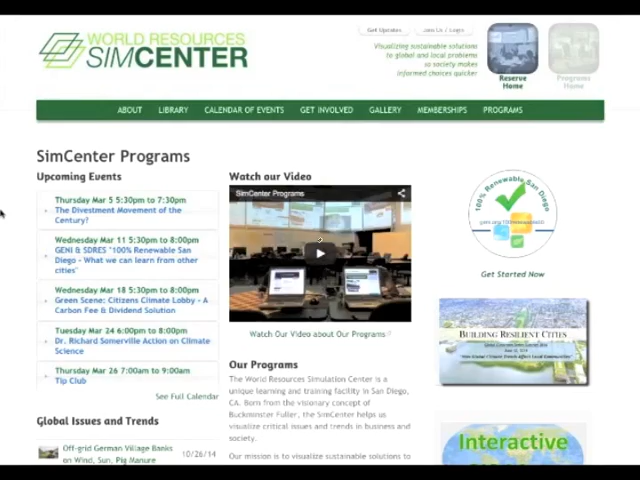 WORLD RESOURCES
SIMCENTER
Get Updates
Join Us / Login
Visualizing sustainable solutions
to global and local problems
so society makes
informed choices quicker
Reserve
Home
Programs
Home
ABOUT LIBRARY CALENDAR OF EVENTS GET INVOLVED GALLERY MEMBERSHIPS PROGRAMS
SimCenter Programs
Upcoming Events
Thursday Mar 5 5:30pm to 7:30pm
The Divestment Movement of the
Century?
Wednesday Mar 11 5:30pm to 8:00pm
GENI & SDRES "100% Renewable San
Diego - What we can learn from other
cities"
Wednesday Mar 18 5:30pm to 8:00pm
Green Scene: Citizens Climate Lobby - A
Carbon Fee & Dividend Solution
Tuesday Mar 24 6:00pm to 8:00pm
Dr. Richard Somerville Action on Climate
Science
Thursday Mar 26 7:00am to 9:00am
Tip Club
See Full Calendar
Global Issues and Trends
Off-grid German Village Banks
on Wind, Sun, Pig Manure
10/26/14
Watch our Video
SimCenter Programs
Watch Our Video about Our Programs
Our Programs
The World Resources Simulation Center is a
unique learning and training facility in San Diego,
CA. Born from the visionary concept of
Buckminster Fuller, the SimCenter helps us
visualize critical issues and trends in business and
society.
Our mission is to visualize sustainable solutions to
100% Renewable San Diego
Get Started Now
BUILDING RESILIENT CITIES
Interactive